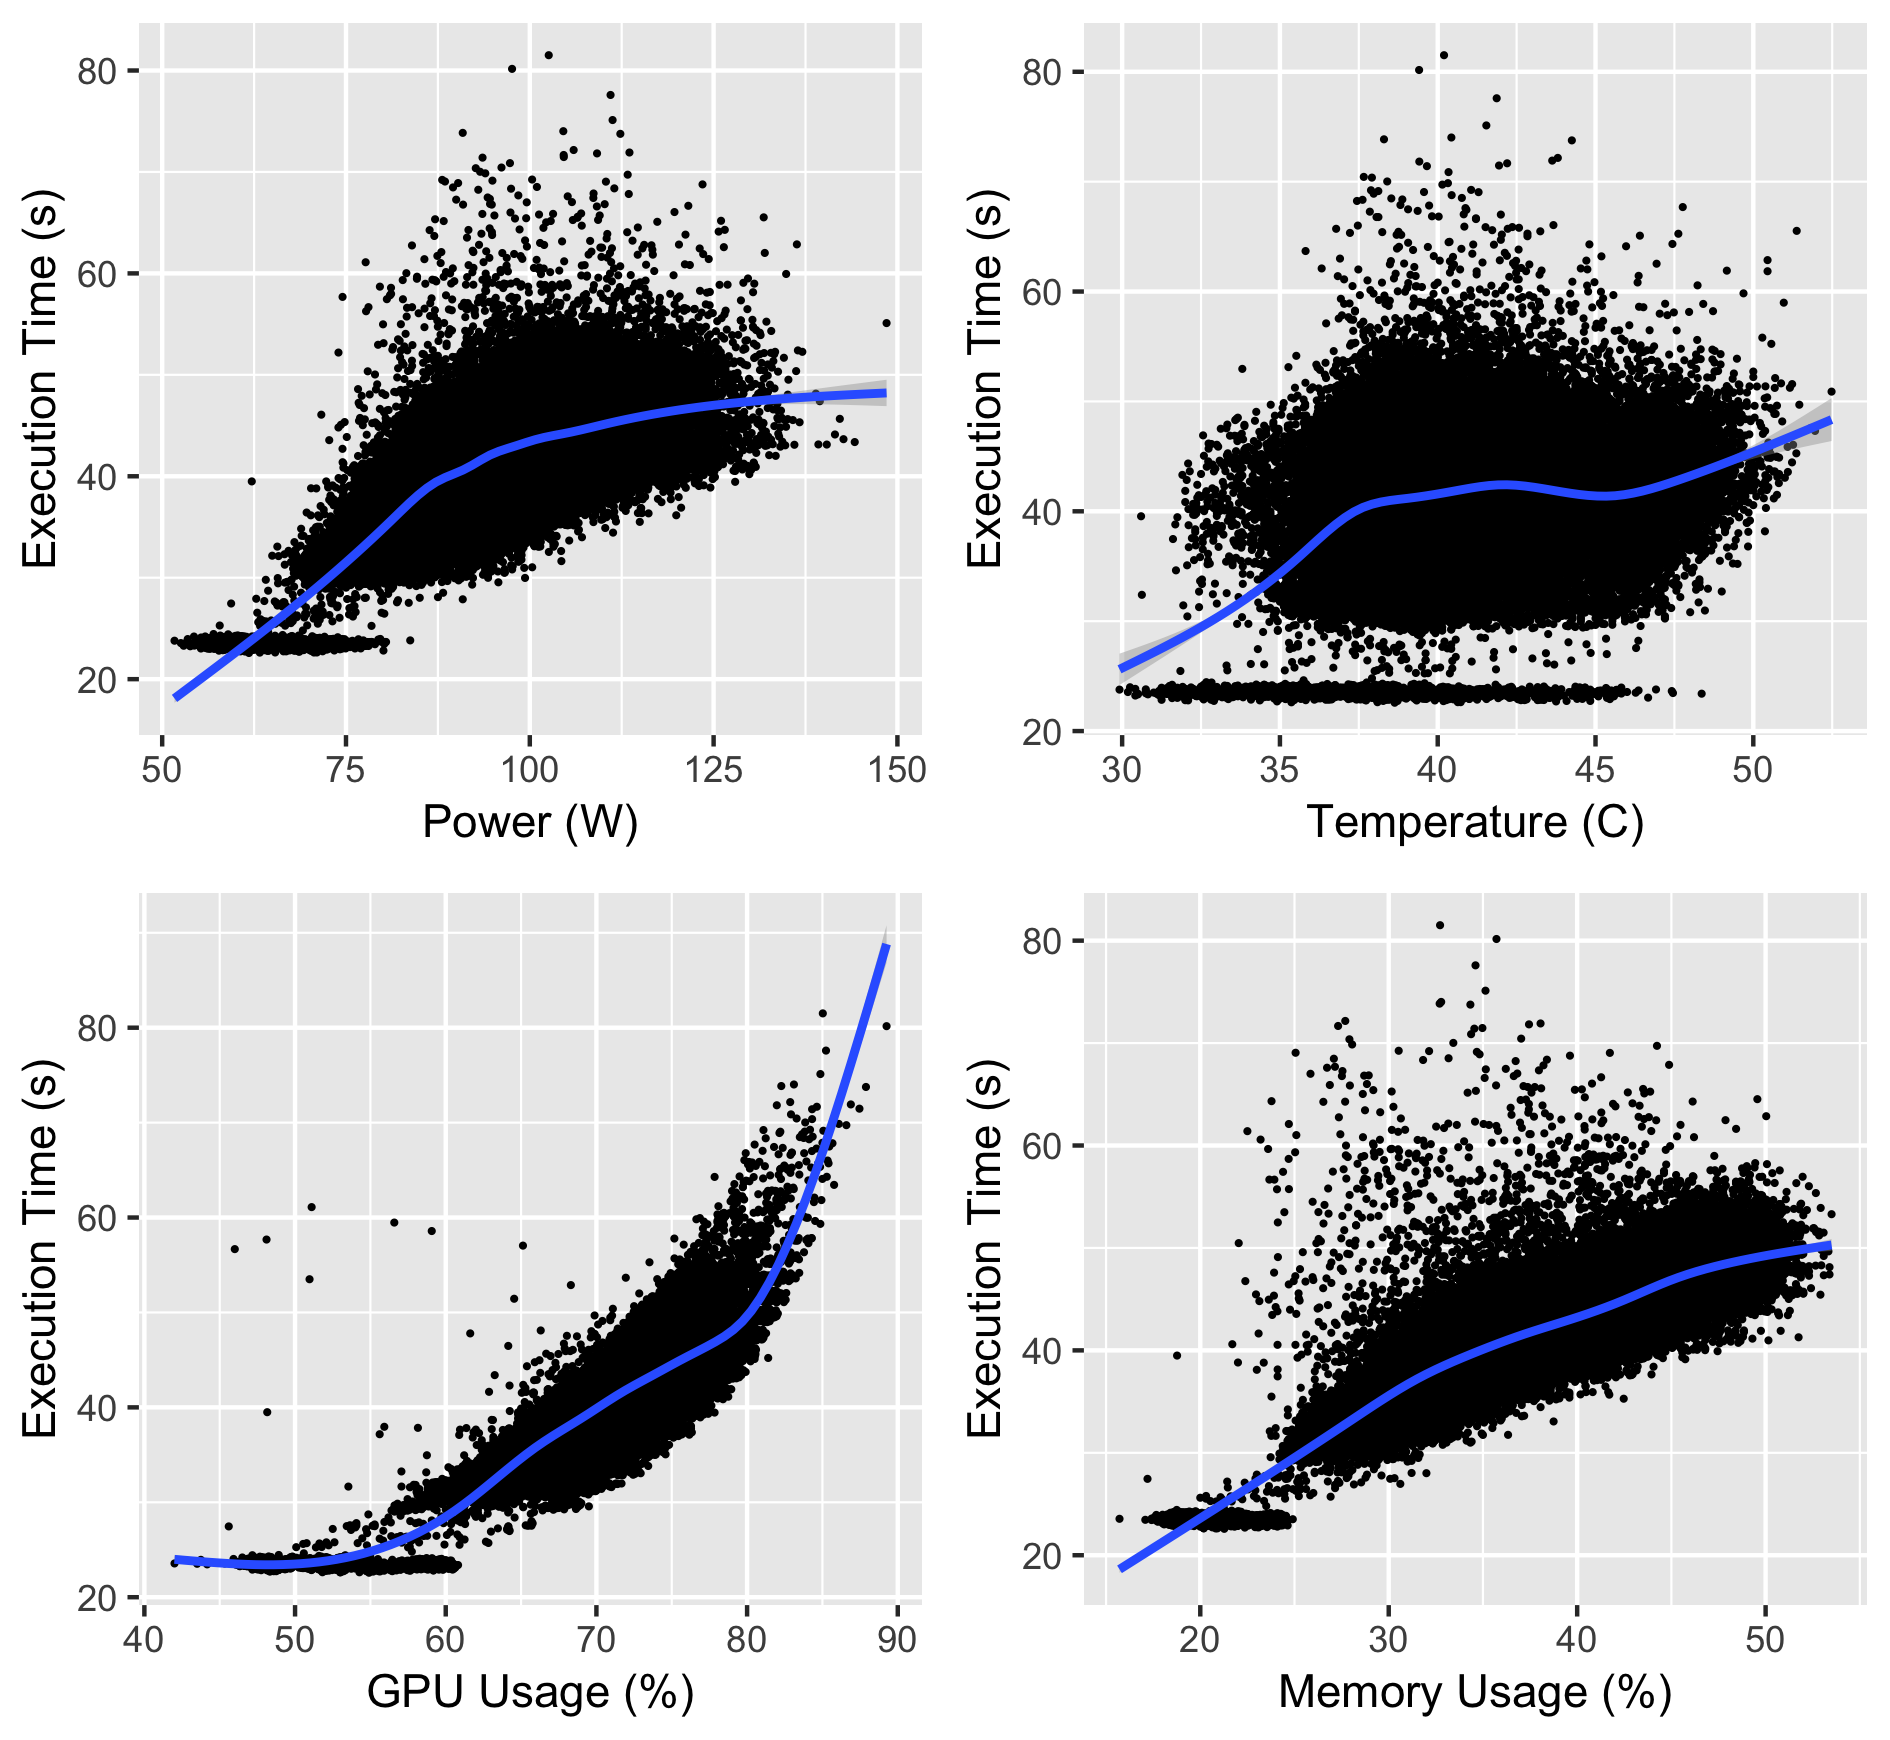 80
60
40
20
Execution Time (s)
50 75 100 125 150
Power (W)
80
60
40
20
Execution Time (s)
30 35 40 45 50
Temperature (C)
80
60
40
20
Execution Time (s)
40 50 60 70 80 90
GPU Usage (%)
80
60
40
20
Execution Time (s)
20 30 40 50
Memory Usage (%)